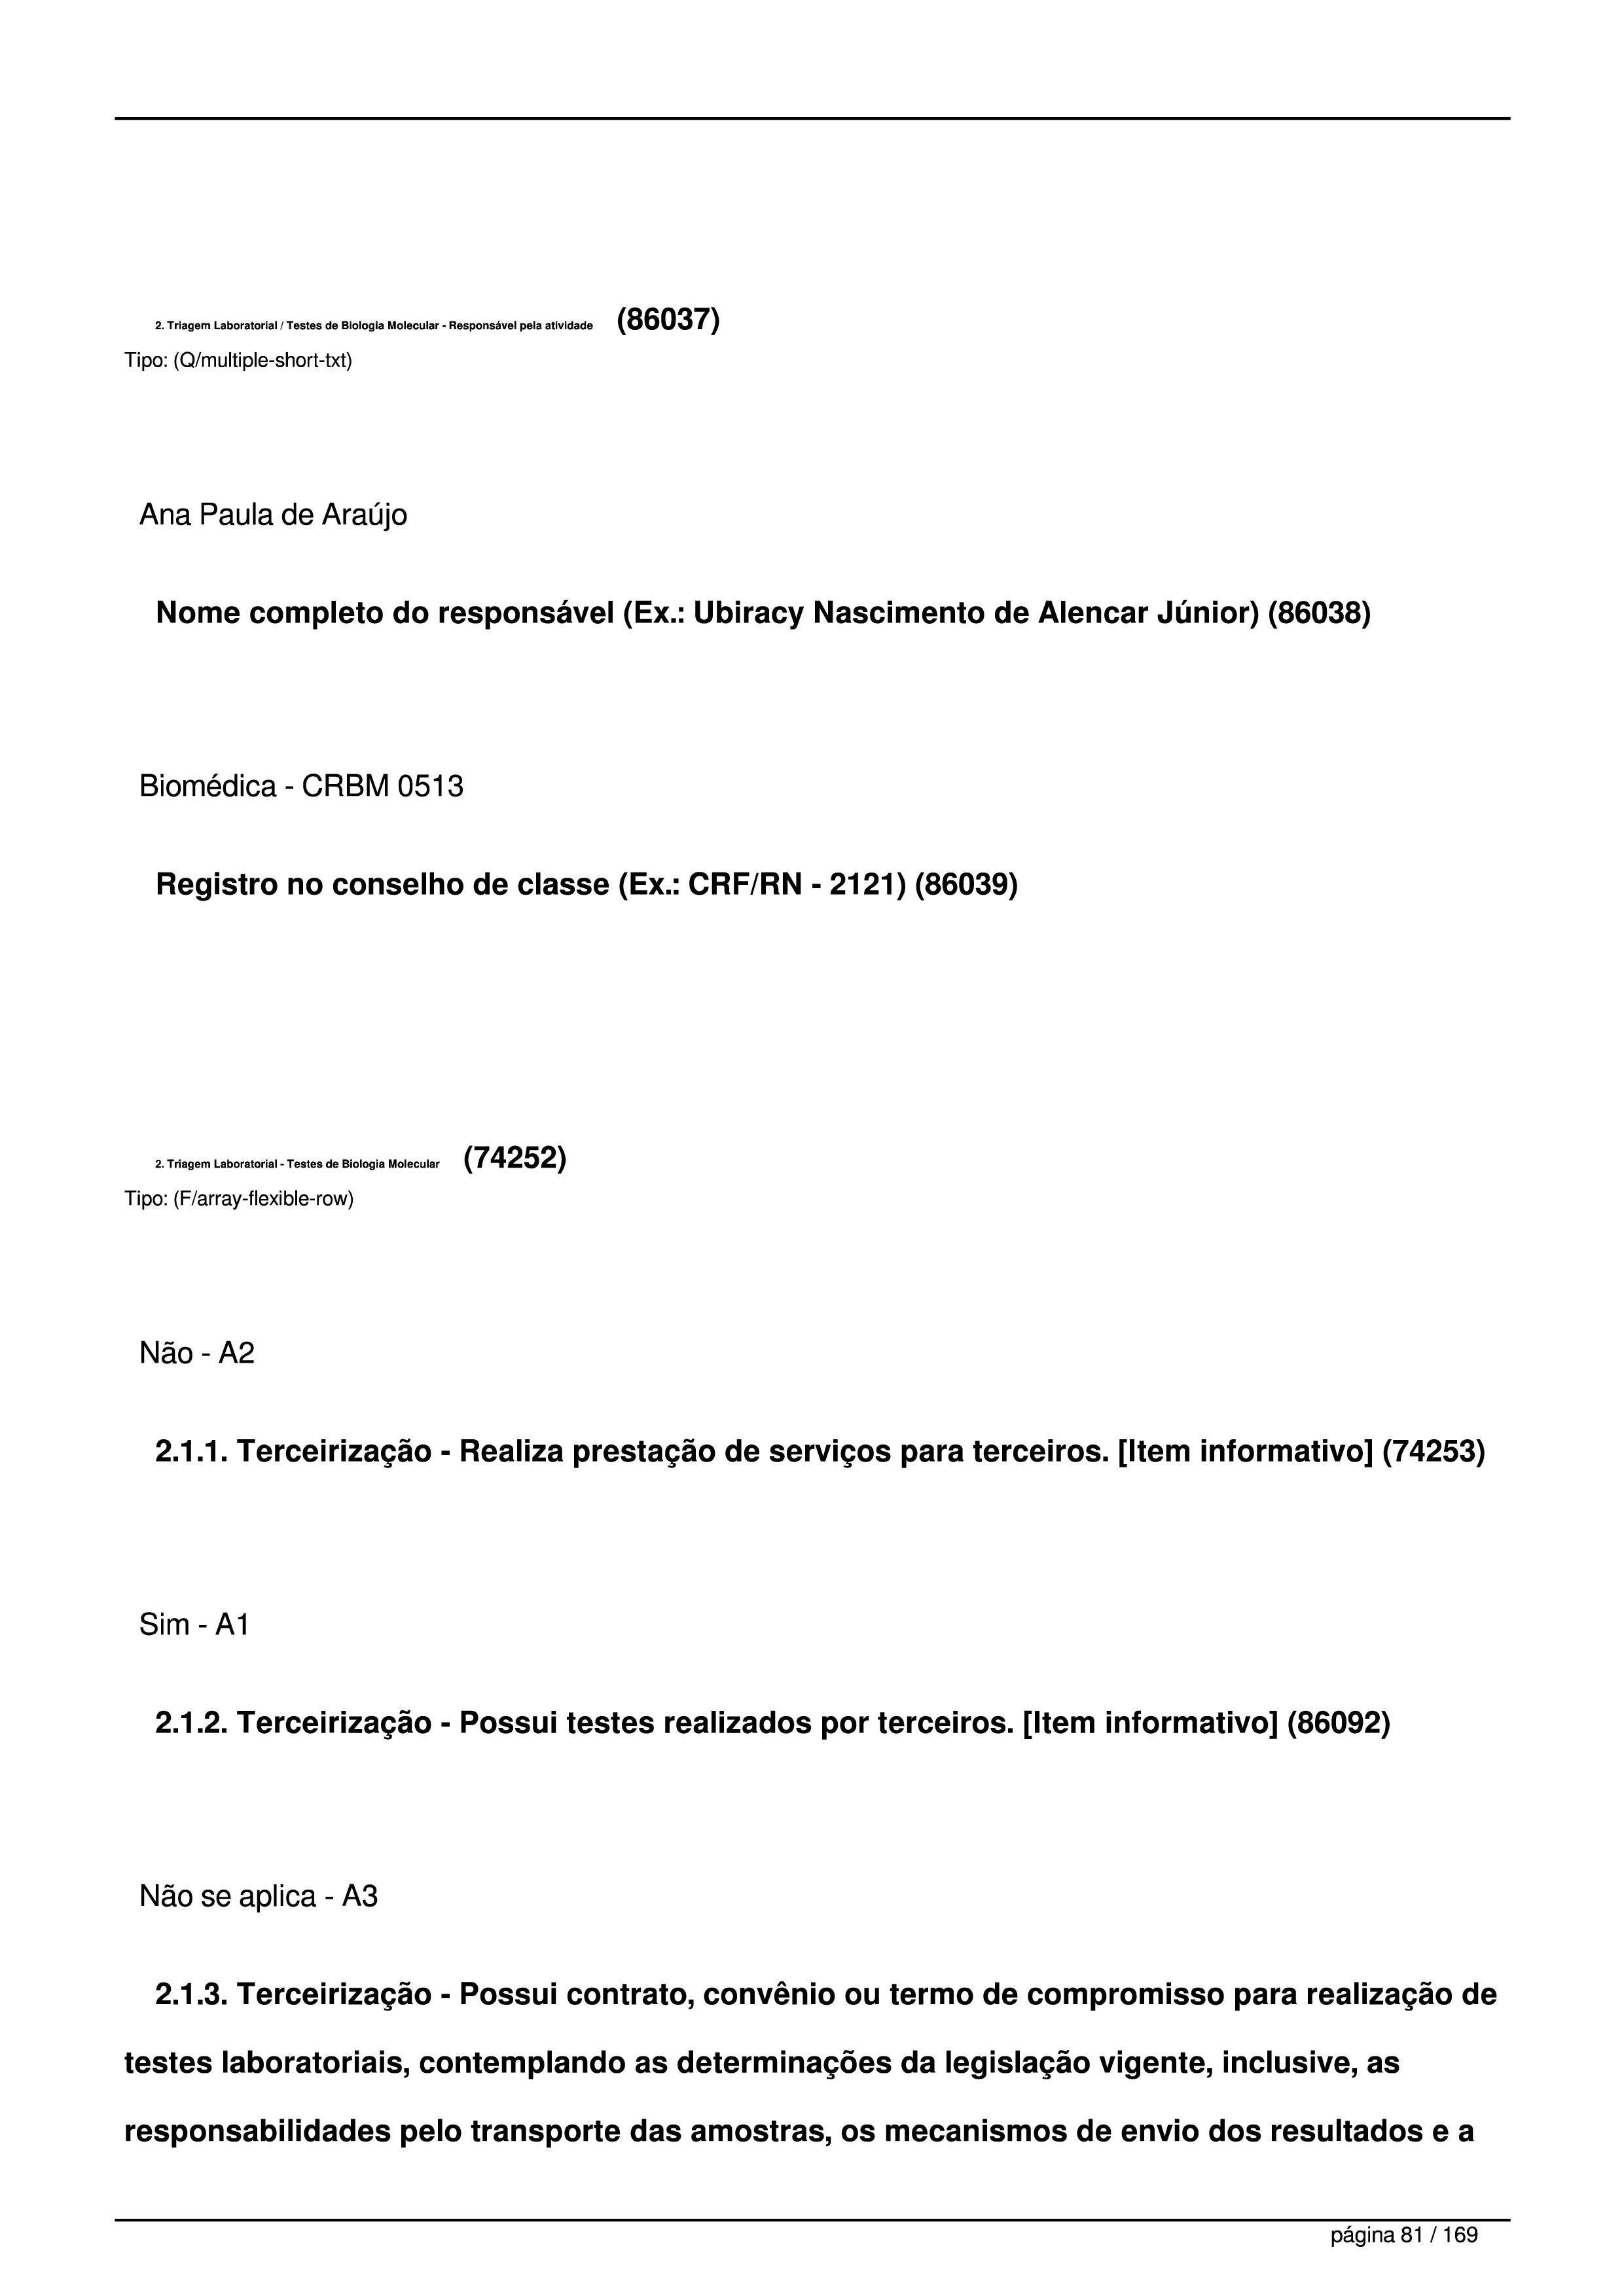 2. Triagem Laboratorial / Testes de Biologia Molecular - Responsável pela atividade (86037)
Tipo: (Q/multiple-short-txt)
Ana Paula de Araújo
Nome completo do responsável (Ex.: Ubiracy Nascimento de Alencar Júnior) (86038)
Biomédica - CRBM 0513
Registro no conselho de classe (Ex.: CRF/RN - 2121) (86039)
2. Triagem Laboratorial - Testes de Biologia Molecular (74252)
Tipo: (F/array-flexible-row)
Não - A2
2.1.1. Terceirização - Realiza prestação de serviços para terceiros. [Item informativo] (74253)
Sim - A1
2.1.2. Terceirização - Possui testes realizados por terceiros. [Item informativo] (86092)
Não se aplica - A3
2.1.3. Terceirização - Possui contrato, convênio ou termo de compromisso para realização de
testes laboratoriais, contemplando as determinações da legislação vigente, inclusive, as
responsabilidades pelo transporte das amostras, os mecanismos de envio dos resultados e a
página 81 / 169